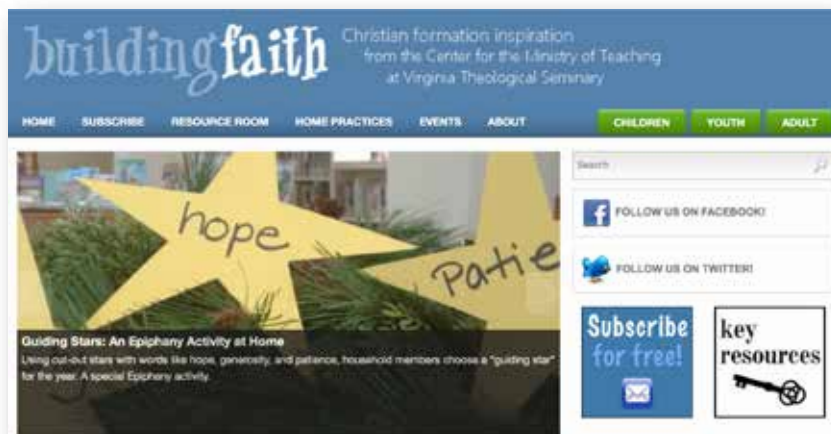 buildingfaith
Christian formation inspiration
from the Center for the Ministry of Teaching
at Virginia Theological Seminary
HOME SUBSCRIBE RESOURCE ROOM HOME PRACTICES EVENTS ABOUT CHILDREN YOUTH ADULT
hope
Patie
Guiding Stars: An Epiphany Activity at Home
Using cut-out stars with words like hope, generosity, and patience, household members choose a "guiding star"
for the year. A special Epiphany activity.
Search
FOLLOW US ON FACEBOOK!
FOLLOW US ON TWITTER!
Subscribe
for free!
key
resources